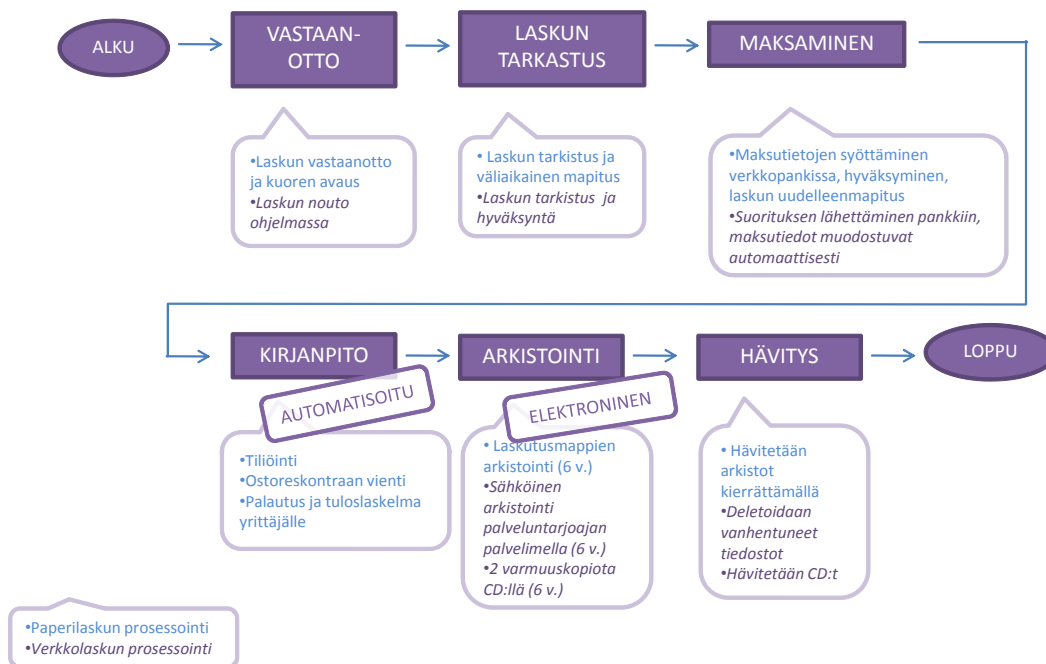 ALKU
VASTAAN-
OTTO
LASKUN
TARKASTUS
MAKSAMINEN
•Laskun vastaanotto
ja kuoren avaus
•Laskun nouto
ohjelmassa
• Laskun tarkistus ja
väliaikainen mapitus
•Laskun tarkistus ja
hyväksyntä
•Maksutietojen syöttäminen
verkkopankissa, hyväksyminen,
laskun uudelleenmapitus
•Suorituksen lähettäminen pankkiin,
maksutiedot muodostuvat
automaattisesti
KIRJANPITO
ARKISTOINTI
HÄVITYS
LOPPU
AUTOMATISOITU
ELEKTRONINEN
•Tiliöinti
•Ostoreskontraan vienti
•Palautus ja tuloslaskelma
yrittäjälle
• Laskutusmappien
arkistointi (6 v.)
•Sähköinen
arkistointi
palveluntarjoajan
palvelimella (6 v.)
•2 varmuuskopiota
CD:llä (6 v.)
• Hävitetään
arkistot
kierrättämällä
•Deletoidaan
vanhentuneet
tiedostot
•Hävitetään CD:t
•Paperilaskun prosessointi
•Verkkolaskun prosessointi